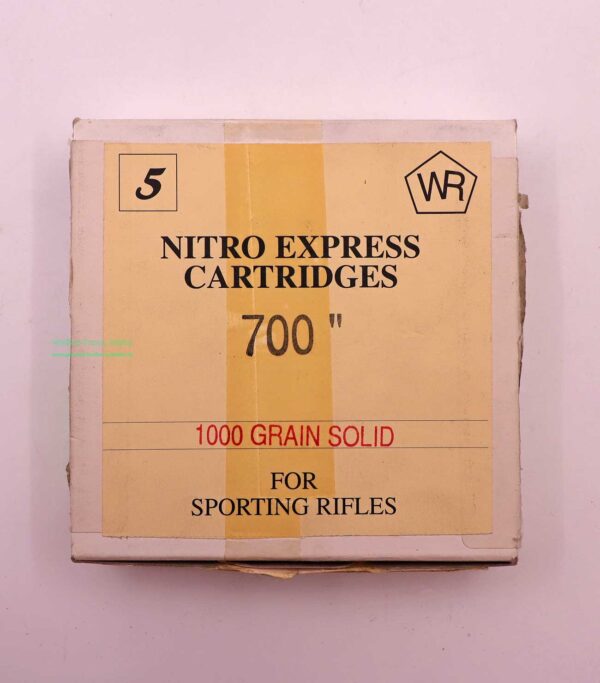 5
WR
NITRO EXPRESS
CARTRIDGES
700 "
1000 GRAIN SOLID
FOR
SPORTING RIFLES